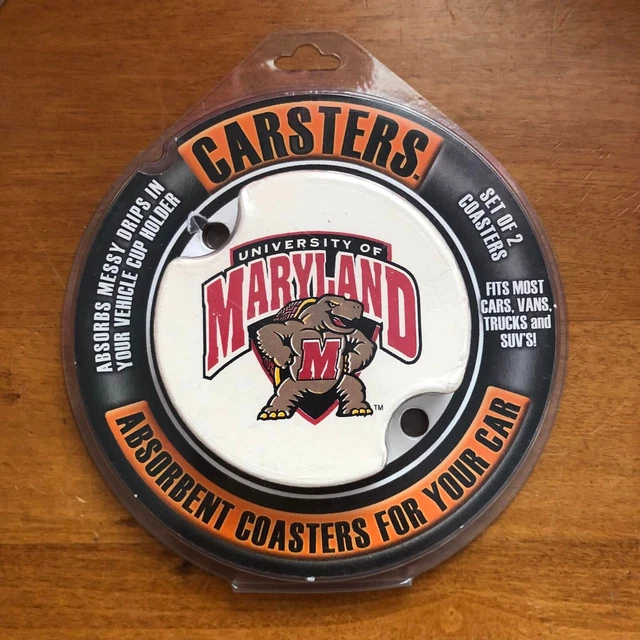 CARSTERS™
ABSORBS MESSY DRIPS IN
YOUR VEHICLE CUP HOLDER
SET OF 2
COASTERS
FITS MOST
CARS, VANS,
TRUCKS and
SUV'S!
UNIVERSITY OF
MARYLAND
M
TM
ABSORBENT COASTERS FOR YOUR CAR